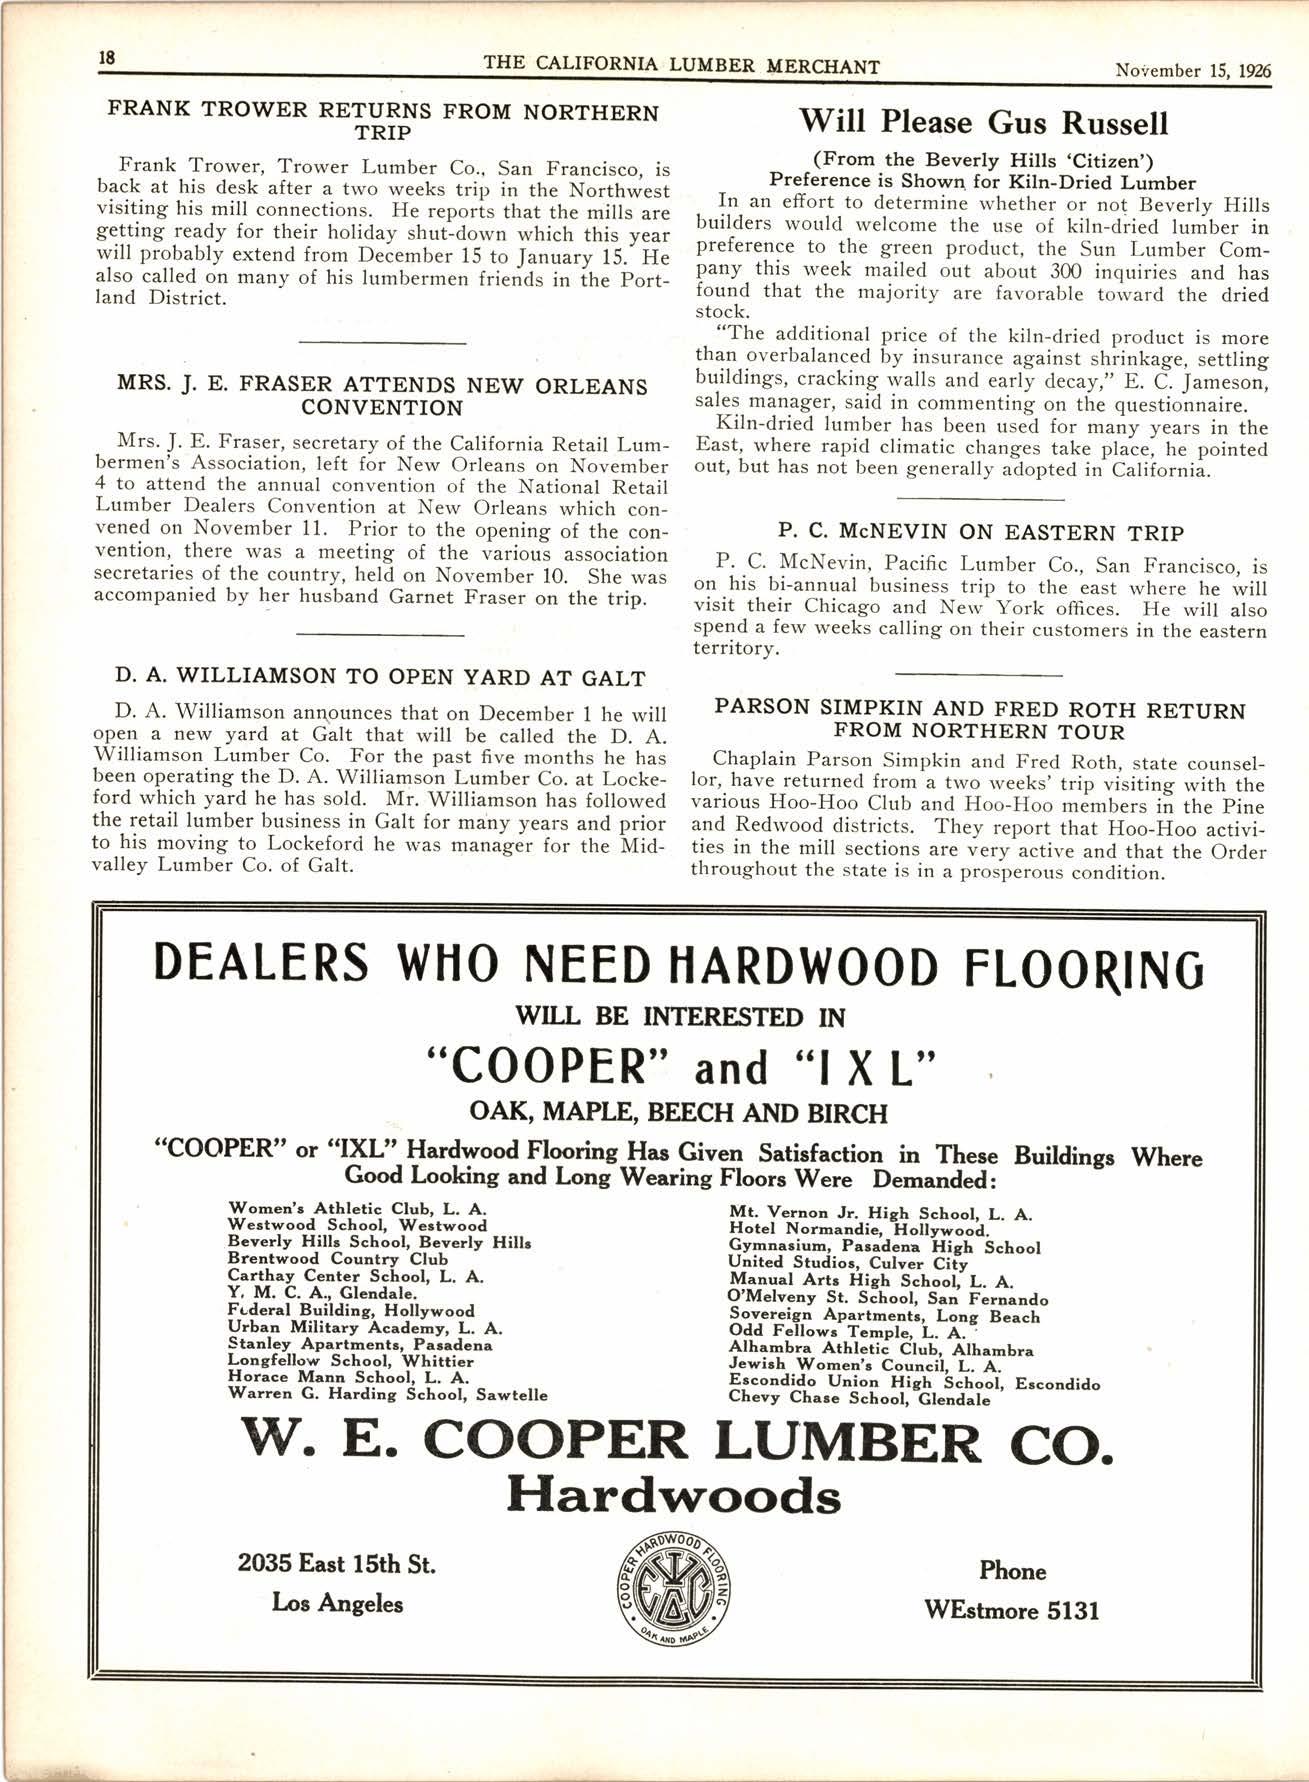 18
THE CALIFORNIA LUMBER MERCHANT
November 15, 1926
FRANK TROWER RETURNS FROM NORTHERN
TRIP
Frank Trower, Trower Lumber Co., San Francisco, is
back at his desk after a two weeks trip in the Northwest
visiting his mill connections. He reports that the mills are
getting ready for their holiday shut-down which this year
will probably extend from December 15 to January 15. He
also called on many of his lumbermen friends in the Port-
land District.
MRS. J. E. FRASER ATTENDS NEW ORLEANS
CONVENTION
Mrs. J. E. Fraser, secretary of the California Retail Lum-
bermen's Association, left for New Orleans on November
4 to attend the annual convention of the National Retail
Lumber Dealers Convention at New Orleans which con-
vened on November 11. Prior to the opening of the con-
vention, there was a meeting of the various association
secretaries of the country, held on November 10. She was
accompanied by her husband Garnet Fraser on the trip.
D. A. WILLIAMSON TO OPEN YARD AT GALT
D. A. Williamson announces that on December 1 he will
open a new yard at Galt that will be called the D. A.
Williamson Lumber Co. For the past five months he has
been operating the D. A. Williamson Lumber Co. at Locke-
ford which yard he has sold. Mr. Williamson has followed
the retail lumber business in Galt for many years and prior
to his moving to Lockeford he was manager for the Mid-
valley Lumber Co. of Galt.
Will Please Gus Russell
(From the Beverly Hills 'Citizen')
Preference is Shown for Kiln-Dried Lumber
In an effort to determine whether or not Beverly Hills
builders would welcome the use of kiln-dried lumber in
preference to the green product, the Sun Lumber Com-
pany this week mailed out about 300 inquiries and has
found that the majority are favorable toward the dried
stock.
"The additional price of the kiln-dried product is more
than overbalanced by insurance against shrinkage, settling
buildings, cracking walls and early decay," E. C. Jameson,
sales manager, said in commenting on the questionnaire.
Kiln-dried lumber has been used for many years in the
East, where rapid climatic changes take place, he pointed
out, but has not been generally adopted in California.
P. C. McNEVIN ON EASTERN TRIP
P. C. McNevin, Pacific Lumber Co., San Francisco, is
on his bi-annual business trip to the east where he will
visit their Chicago and New York offices. He will also
spend a few weeks calling on their customers in the eastern
territory.
PARSON SIMPKIN AND FRED ROTH RETURN
FROM NORTHERN TOUR
Chaplain Parson Simpkin and Fred Roth, state counsel-
lor, have returned from a two weeks' trip visiting with the
various Hoo-Hoo Club and Hoo-Hoo members in the Pine
and Redwood districts. They report that Hoo-Hoo activi-
ties in the mill sections are very active and that the Order
throughout the state is in a prosperous condition.
DEALERS WHO NEED HARDWOOD FLOORING
WILL BE INTERESTED IN
"COOPER" and "I X L"
OAK, MAPLE, BEECH AND BIRCH
"COOPER" or "IXL" Hardwood Flooring Has Given Satisfaction in These Buildings Where
Good Looking and Long Wearing Floors Were Demanded:
Women's Athletic Club, L. A.
Westwood School, Westwood
Beverly Hills School, Beverly Hills
Brentwood Country Club
Carthay Center School, L. A.
Y. M. C. A., Glendale.
Federal Building, Hollywood
Urban Military Academy, L. A.
Stanley Apartments, Pasadena
Longfellow School, Whittier
Horace Mann School, L. A.
Warren G. Harding School, Sawtelle
Mt. Vernon Jr. High School, L. A.
Hotel Normandie, Hollywood.
Gymnasium, Pasadena High School
United Studios, Culver City
Manual Arts High School, L. A.
O'Melveny St. School, San Fernando
Sovereign Apartments, Long Beach
Odd Fellows Temple, L. A.
Alhambra Athletic Club, Alhambra
Jewish Women's Council, L. A.
Escondido Union High School, Escondido
Chevy Chase School, Glendale
W. E. COOPER LUMBER CO.
Hardwoods
2035 East 15th St.
Los Angeles
COOPER HARDWOOD FLOORING
OAK AND MAPLE
Phone
WEstmore 5131